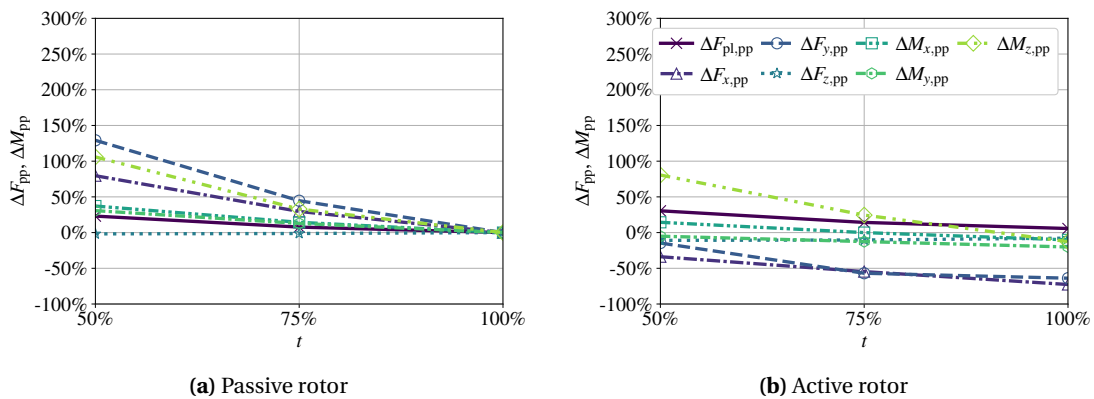 300%
250%
200%
150%
100%
50%
0%
-50%
-100%
ΔF_pp, ΔM_pp
50% 75% 100%
t
(a) Passive rotor
300%
250%
200%
150%
100%
50%
0%
-50%
-100%
ΔF_pp, ΔM_pp
ΔF_pl,pp ΔF_y,pp ΔM_x,pp ΔM_z,pp
ΔF_x,pp ΔF_z,pp ΔM_y,pp
50% 75% 100%
t
(b) Active rotor